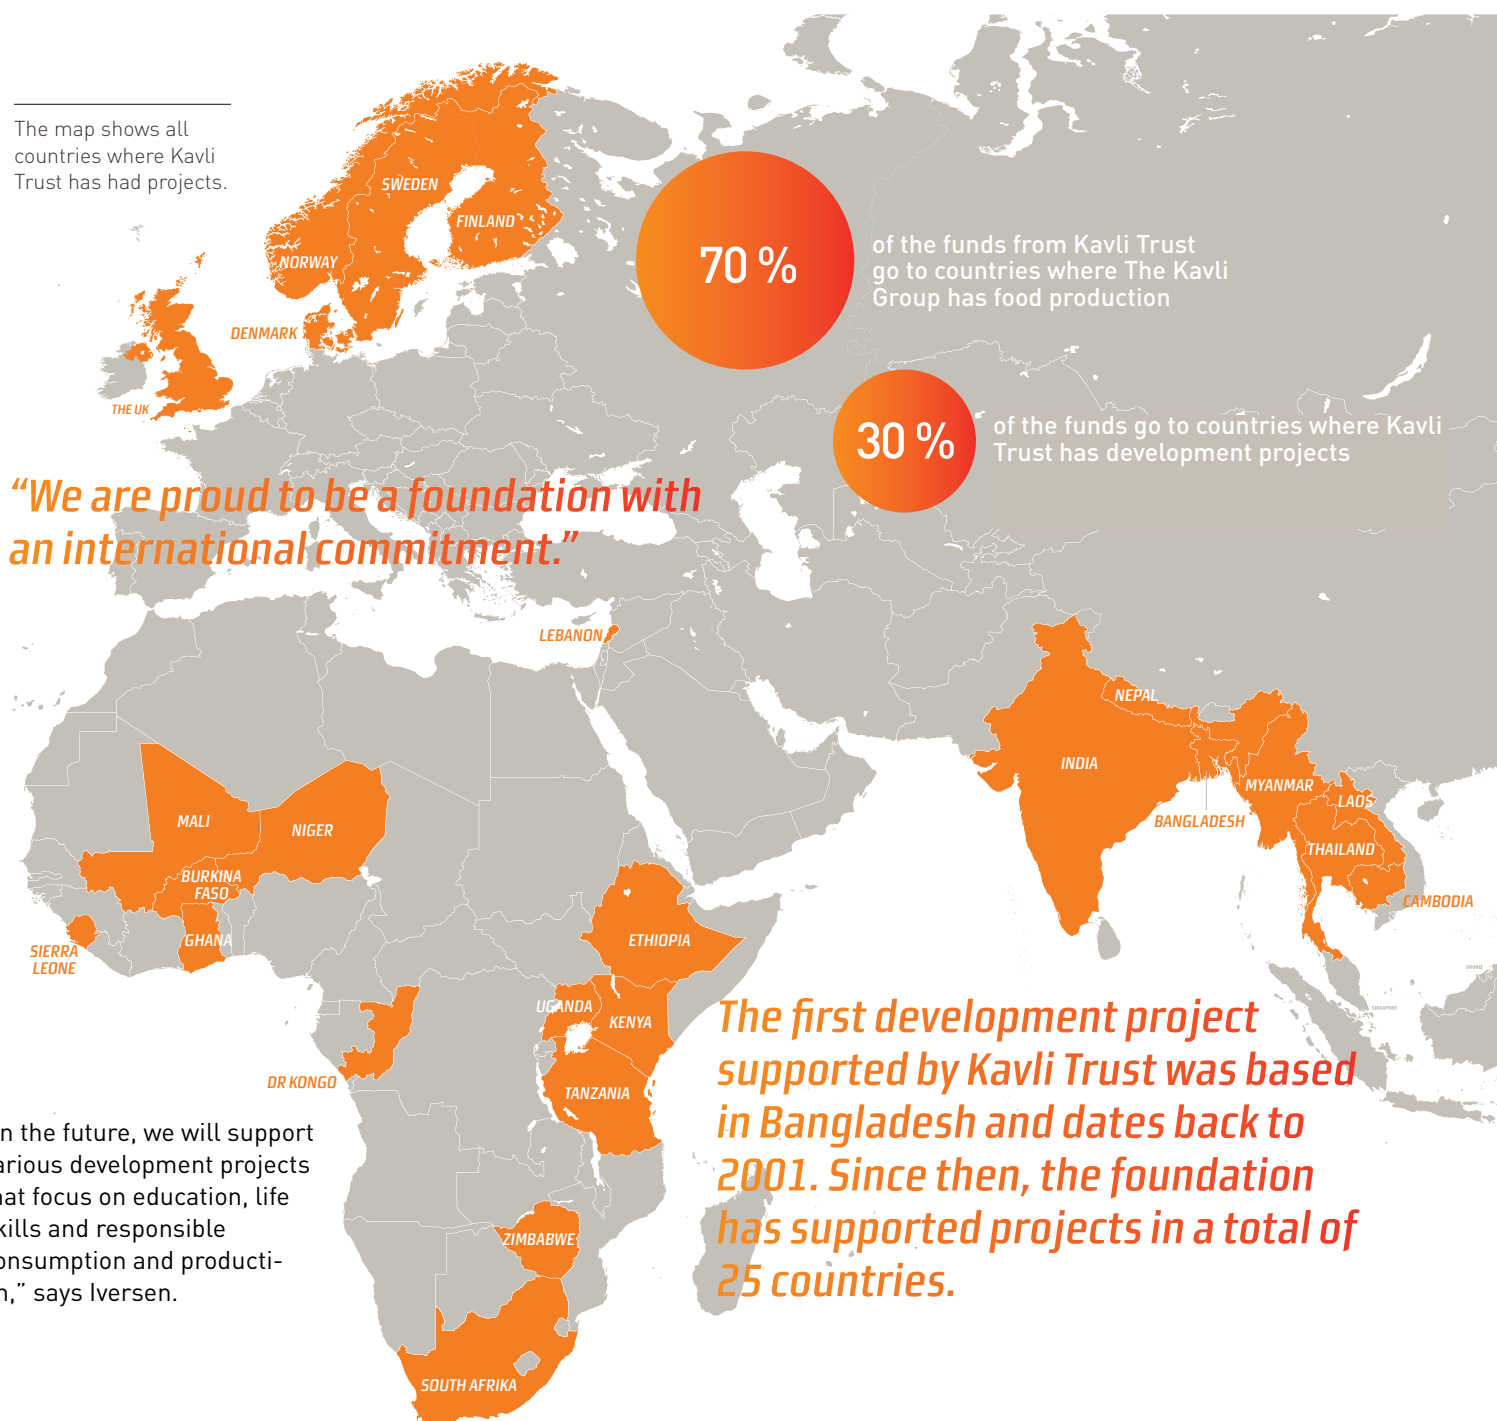 The map shows all
countries where Kavli
Trust has had projects.
SWEDEN
FINLAND
NORWAY
DENMARK
THE UK
70 %
of the funds from Kavli Trust
go to countries where The Kavli
Group has food production
30 %
of the funds go to countries where Kavli
Trust has development projects
“We are proud to be a foundation with
an international commitment.”
LEBANON
NEPAL
INDIA
MYANMAR
LAOS
BANGLADESH
THAILAND
CAMBODIA
MALI
NIGER
BURKINA
FASO
GHANA
SIERRA
LEONE
ETHIOPIA
UGANDA
KENYA
DR KONGO
TANZANIA
ZIMBABWE
SOUTH AFRIKA
BRUNEI
SINGAPORE
The first development project
supported by Kavli Trust was based
in Bangladesh and dates back to
2001. Since then, the foundation
has supported projects in a total of
25 countries.
n the future, we will support
arious development projects
hat focus on education, life
kills and responsible
onsumption and producti-
n,” says Iversen.